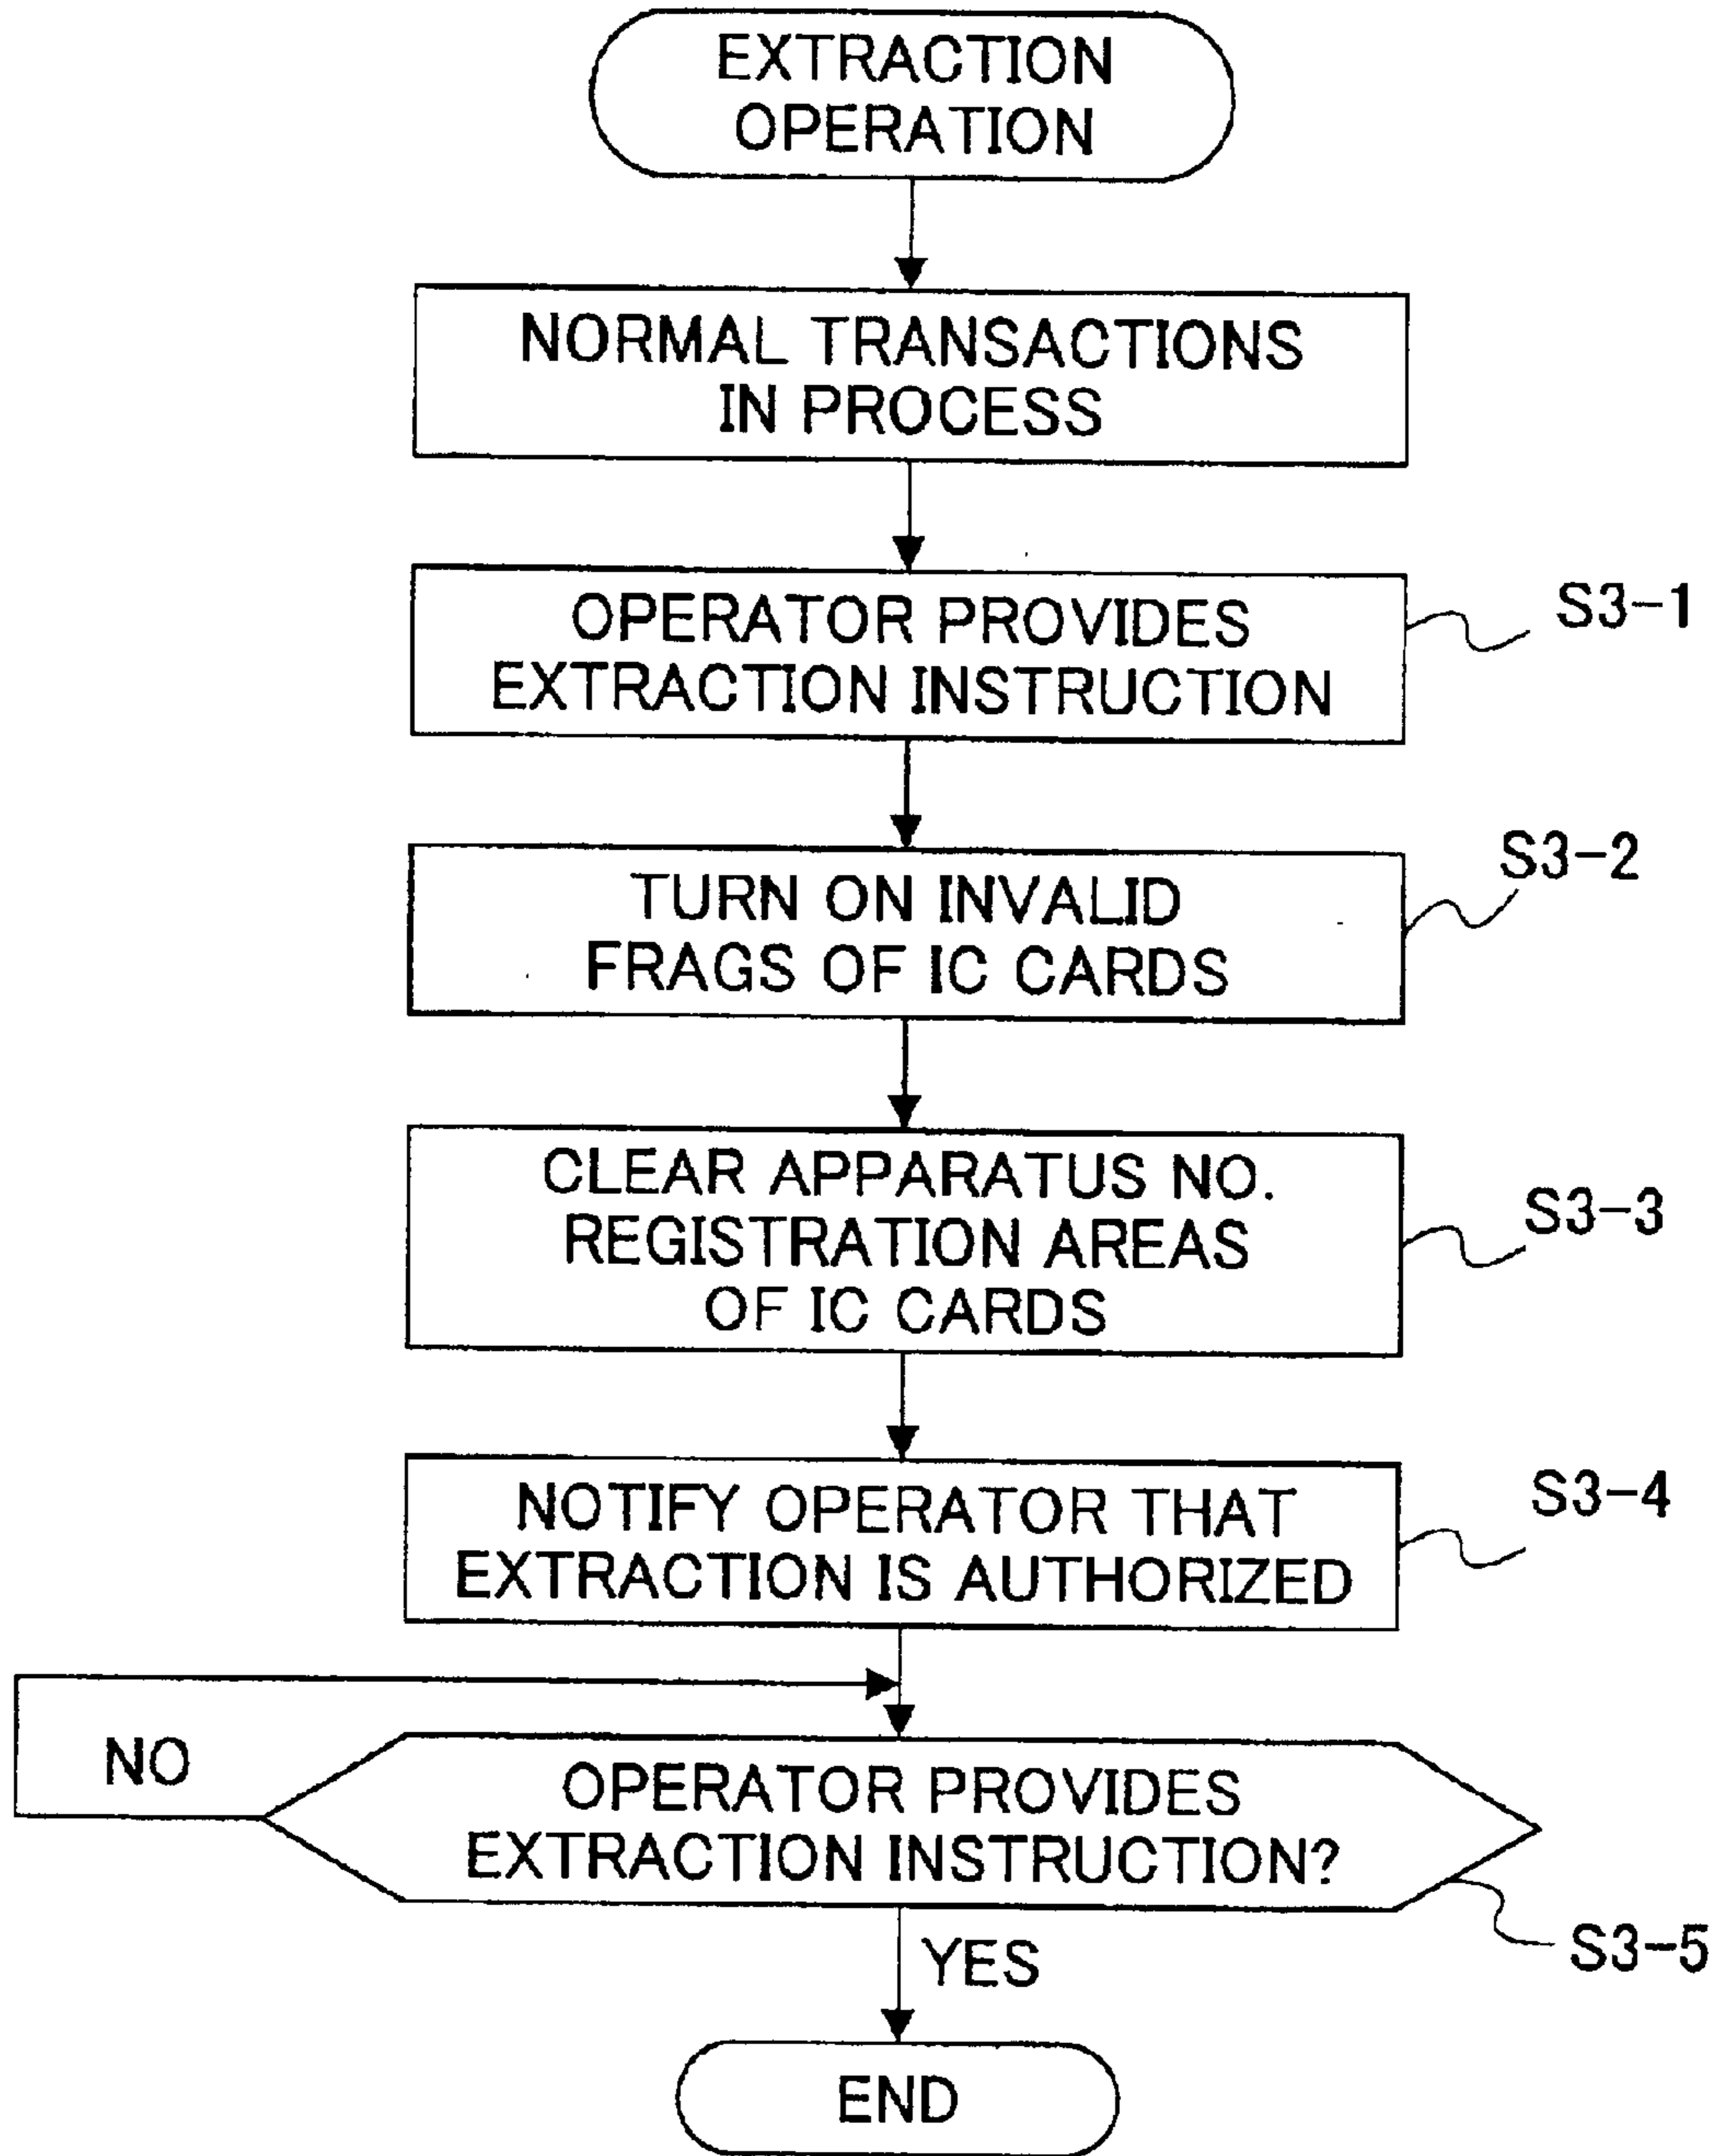 EXTRACTION
OPERATION
NORMAL TRANSACTIONS
IN PROCESS
OPERATOR PROVIDES
EXTRACTION INSTRUCTION
S3-1
TURN ON INVALID
FRAGS OF IC CARDS
S3-2
CLEAR APPARATUS NO.
REGISTRATION AREAS
OF IC CARDS
S3-3
NOTIFY OPERATOR THAT
EXTRACTION IS AUTHORIZED
S3-4
NO
OPERATOR PROVIDES
EXTRACTION INSTRUCTION?
S3-5
YES
END